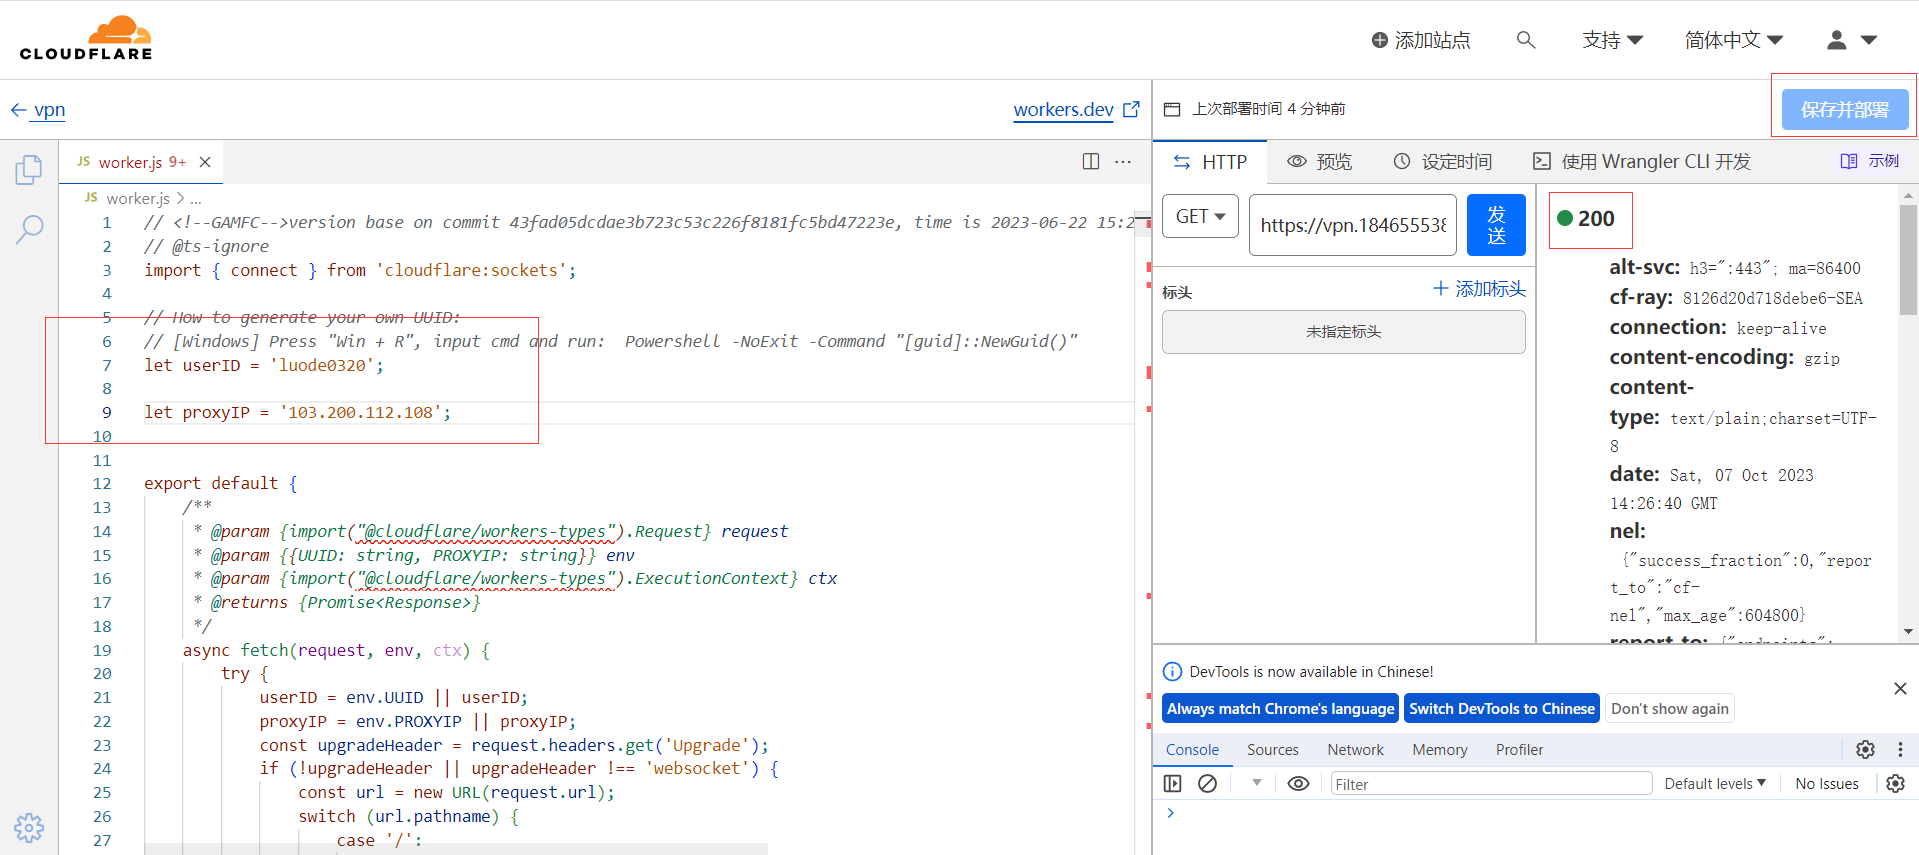 CLOUDFLARE
添加站点
支持
简体中文
vpn
workers.dev
上次部署时间 4 分钟前
保存并部署
JS worker.js 9+
HTTP
预览
设定时间
使用 Wrangler CLI 开发
示例
JS worker.js > ...
1 // <!--GAMFC-->version base on commit 43fad05dcdae3b723c53c226f8181fc5bd47223e, time is 2023-06-22 15:2
2 // @ts-ignore
3 import { connect } from 'cloudflare:sockets';
4
5 // How to generate your own UUID:
6 // [Windows] Press "Win + R", input cmd and run:  Powershell -NoExit -Command "[guid]::NewGuid()"
7 let userID = 'luode0320';
8
9 let proxyIP = '103.200.112.108';
10
11
12 export default {
13 /**
14 * @param {import("@cloudflare/workers-types").Request} request
15 * @param {{UUID: string, PROXYIP: string}} env
16 * @param {import("@cloudflare/workers-types").ExecutionContext} ctx
17 * @returns {Promise<Response>}
18 */
19 async fetch(request, env, ctx) {
20 try {
21 userID = env.UUID || userID;
22 proxyIP = env.PROXYIP || proxyIP;
23 const upgradeHeader = request.headers.get('Upgrade');
24 if (!upgradeHeader || upgradeHeader !== 'websocket') {
25 const url = new URL(request.url);
26 switch (url.pathname) {
27 case '/':
GET
https://vpn.184655538
发
送
标头
添加标头
未指定标头
200
alt-svc: h3=":443"; ma=86400
cf-ray: 8126d20d718debe6-SEA
connection: keep-alive
content-encoding: gzip
content-
type: text/plain;charset=UTF-
8
date: Sat, 07 Oct 2023
14:26:40 GMT
nel:
{"success_fraction":0,"repor
t_to":"cf-
nel","max_age":604800}
report-to: {"endpoints":
DevTools is now available in Chinese!
Always match Chrome's language
Switch DevTools to Chinese
Don't show again
Console
Sources
Network
Memory
Profiler
Filter
Default levels
No Issues